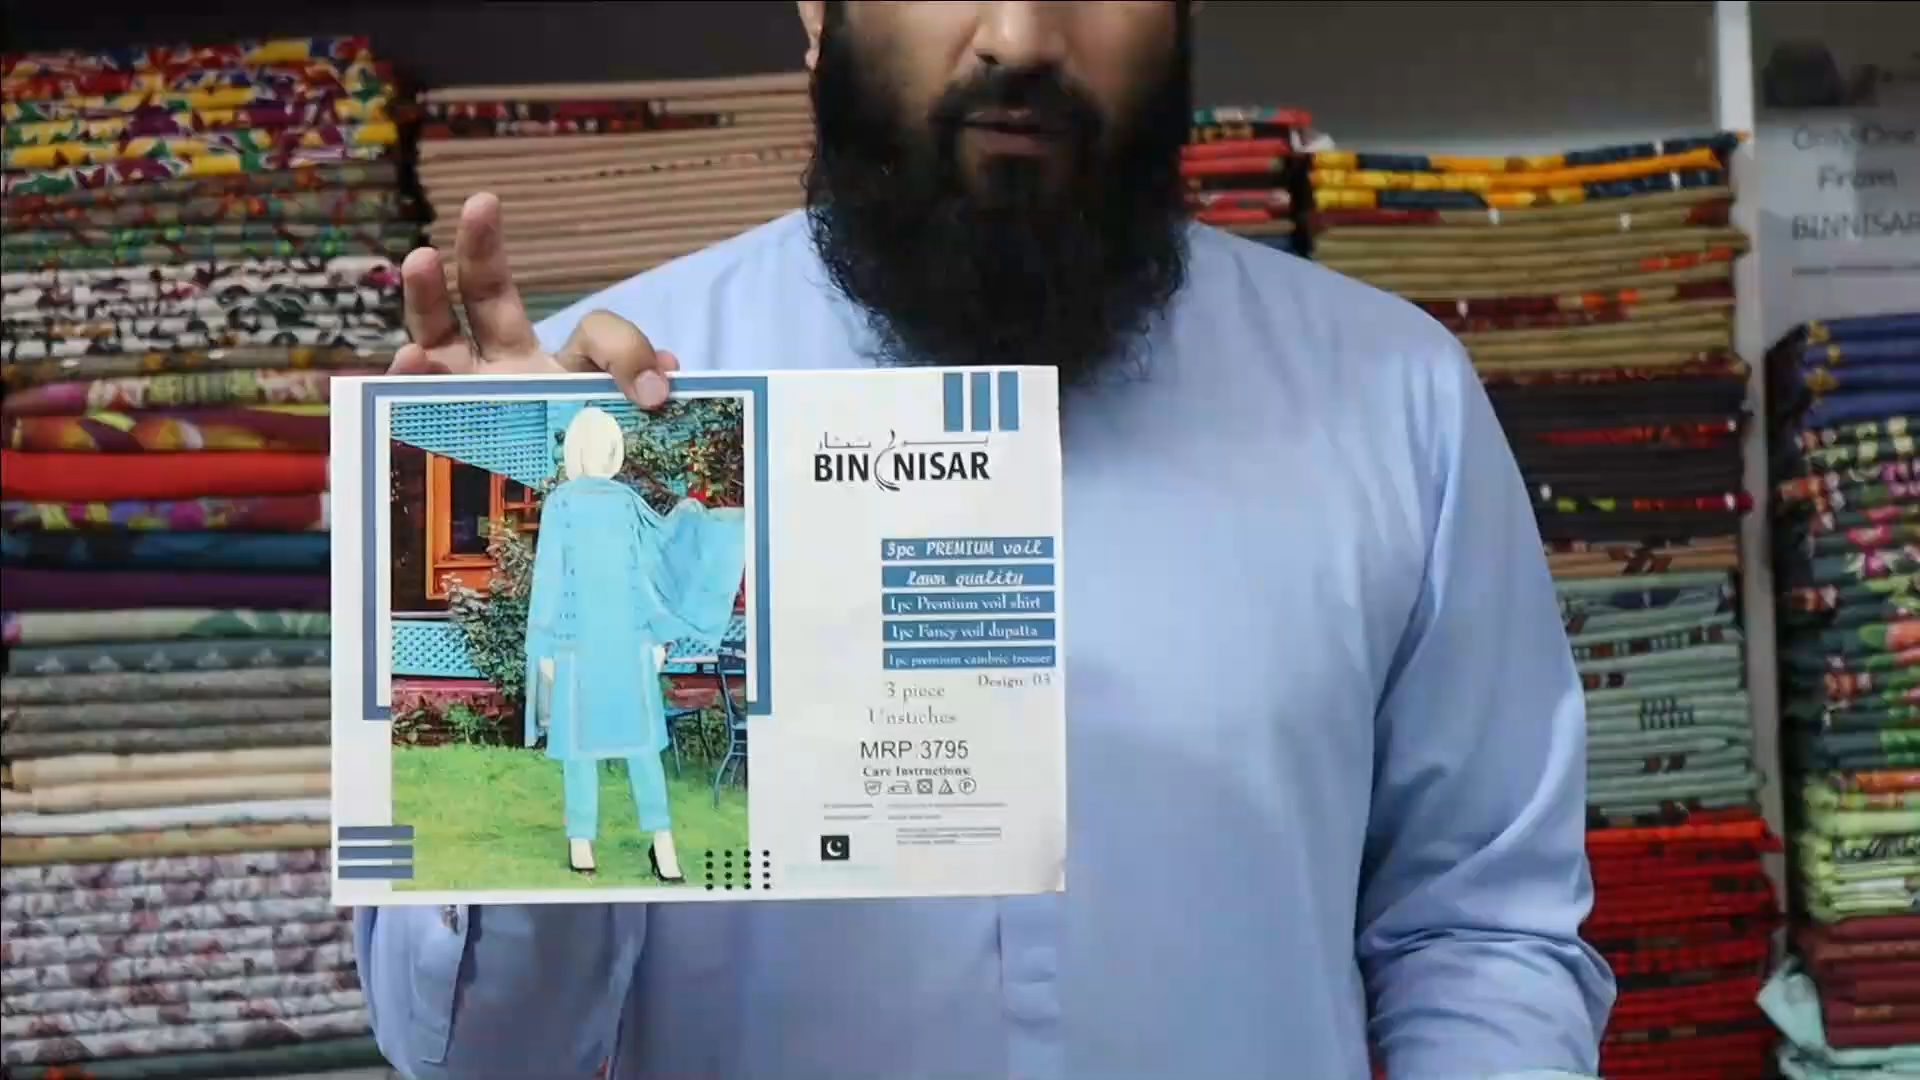 BIN NISAR
3pc PREMIUM voil
lawn quality
1pc Premium voil shirt
1pc Fancy voil dupatta
1pc premium cambric trouser
Design: 03
3 piece
Unstiches
MRP 3795
Care Instructions:
P
From
BINNISAR